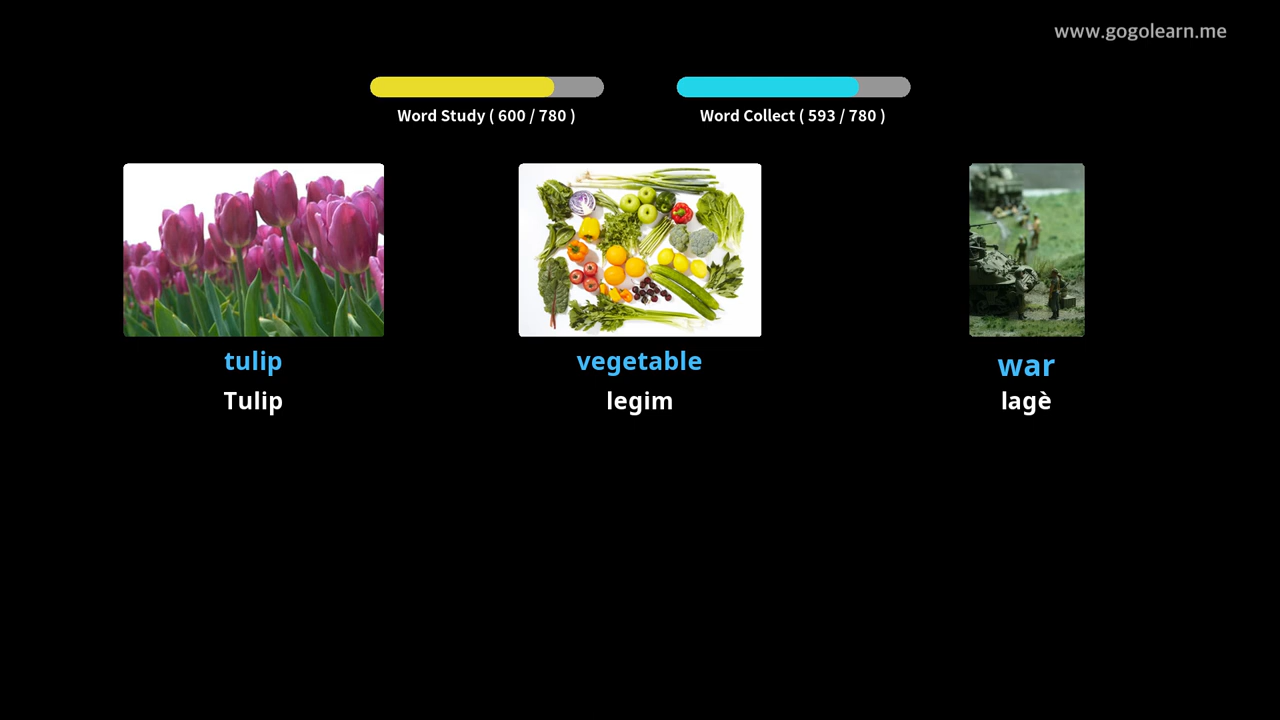 www.gogolearn.me
Word Study ( 600 / 780 )
Word Collect ( 593 / 780 )
tulip
Tulip
vegetable
legim
war
lagè